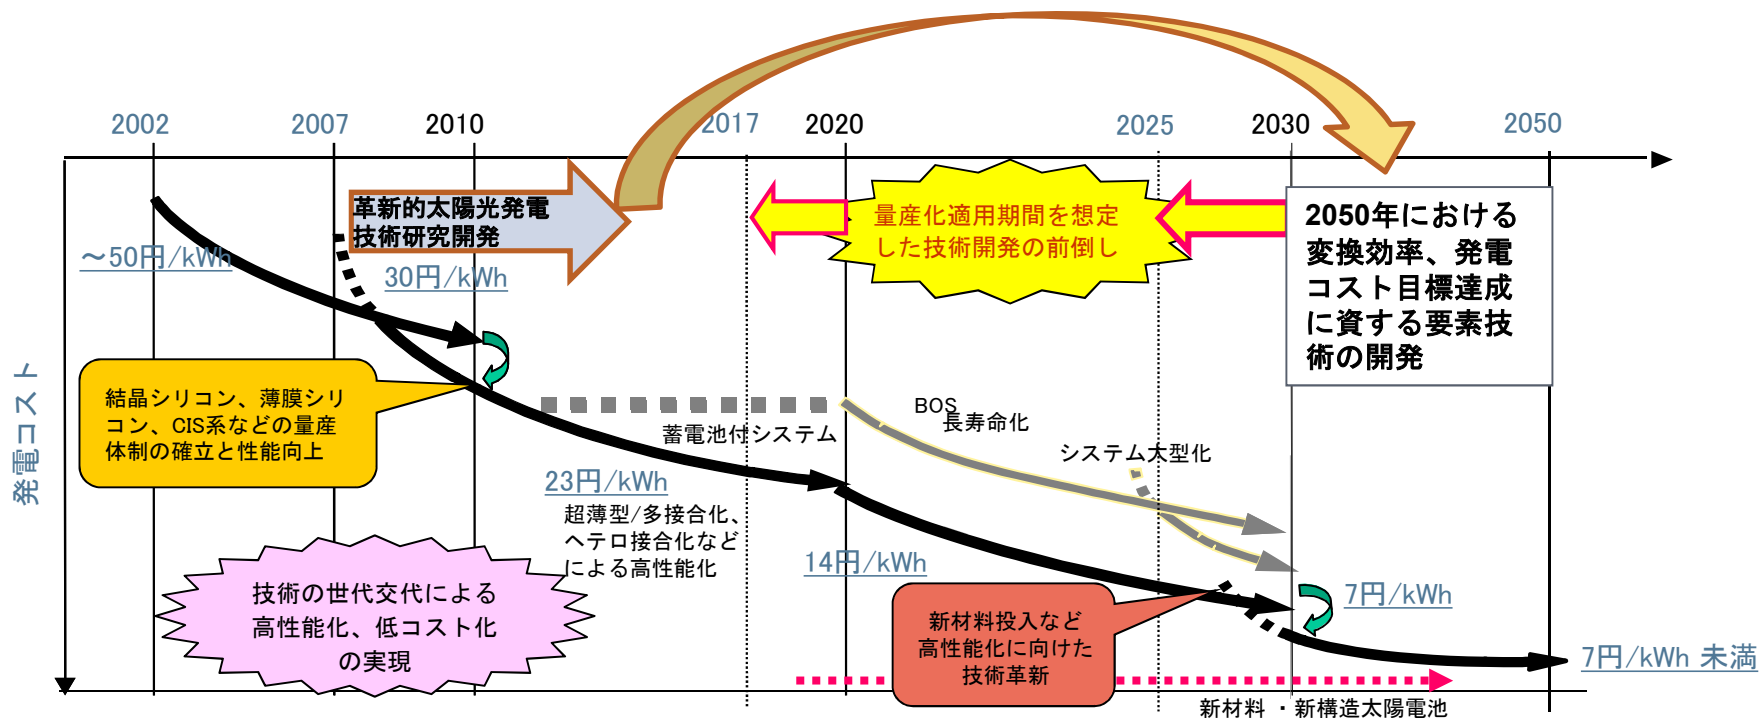 2002
2007
2010
2017
2020
2025
2030
2050
革新的太陽光発電
技術研究開発
量産化適用期間を想定
した技術開発の前倒し
2050年における
変換効率、発電
コスト目標達成
に資する要素技
術の開発
～50円/kWh
30円/kWh
発電コスト
結晶シリコン、薄膜シリ
コン、CIS系などの量産
体制の確立と性能向上
蓄電池付システム
BOS
長寿命化
システム大型化
23円/kWh
超薄型/多接合化、
ヘテロ接合化など
による高性能化
14円/kWh
7円/kWh
技術の世代交代による
高性能化、低コスト化
の実現
新材料投入など
高性能化に向けた
技術革新
7円/kWh 未満
新材料 ・新構造太陽電池